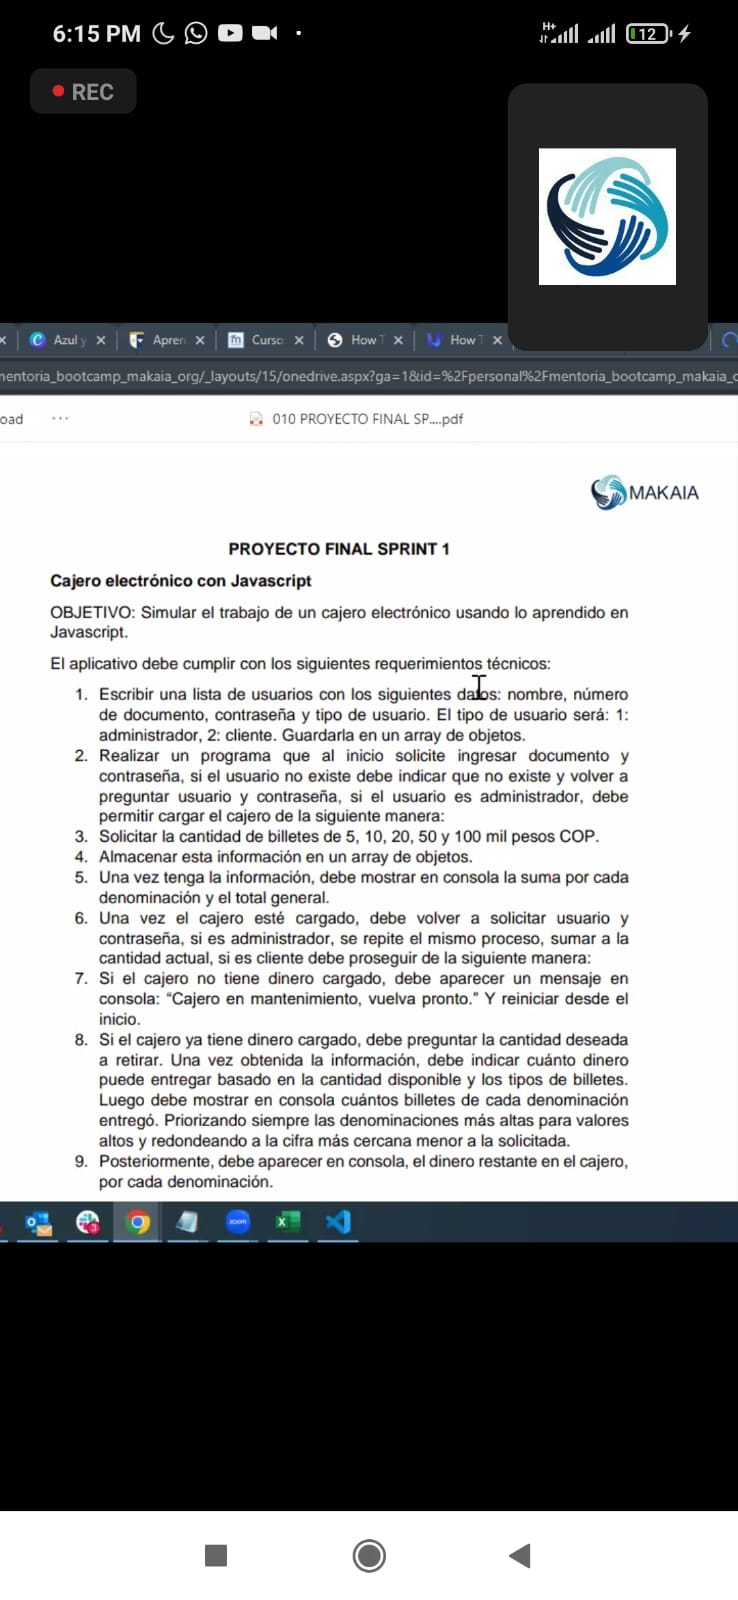 6:15 PM
H+
12
REC
Azul y
Apren
Curso
How T
How T
mentoria_bootcamp_makaia_org/_layouts/15/onedrive.aspx?ga=1&id=%2Fpersonal%2Fmentoria_bootcamp_makaia_o
oad
010 PROYECTO FINAL SP....pdf
MAKAIA
PROYECTO FINAL SPRINT 1
Cajero electrónico con Javascript
OBJETIVO: Simular el trabajo de un cajero electrónico usando lo aprendido en
Javascript.
El aplicativo debe cumplir con los siguientes requerimientos técnicos:
1. Escribir una lista de usuarios con los siguientes datos: nombre, número
de documento, contraseña y tipo de usuario. El tipo de usuario será: 1:
administrador, 2: cliente. Guardarla en un array de objetos.
2. Realizar un programa que al inicio solicite ingresar documento y
contraseña, si el usuario no existe debe indicar que no existe y volver a
preguntar usuario y contraseña, si el usuario es administrador, debe
permitir cargar el cajero de la siguiente manera:
3. Solicitar la cantidad de billetes de 5, 10, 20, 50 y 100 mil pesos COP.
4. Almacenar esta información en un array de objetos.
5. Una vez tenga la información, debe mostrar en consola la suma por cada
denominación y el total general.
6. Una vez el cajero esté cargado, debe volver a solicitar usuario y
contraseña, si es administrador, se repite el mismo proceso, sumar a la
cantidad actual, si es cliente debe proseguir de la siguiente manera:
7. Si el cajero no tiene dinero cargado, debe aparecer un mensaje en
consola: “Cajero en mantenimiento, vuelva pronto.” Y reiniciar desde el
inicio.
8. Si el cajero ya tiene dinero cargado, debe preguntar la cantidad deseada
a retirar. Una vez obtenida la información, debe indicar cuánto dinero
puede entregar basado en la cantidad disponible y los tipos de billetes.
Luego debe mostrar en consola cuántos billetes de cada denominación
entregó. Priorizando siempre las denominaciones más altas para valores
altos y redondeando a la cifra más cercana menor a la solicitada.
9. Posteriormente, debe aparecer en consola, el dinero restante en el cajero,
por cada denominación.
zoom